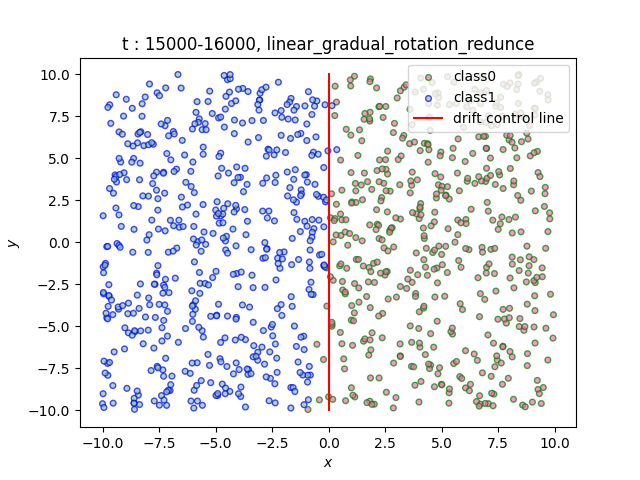 t : 15000-16000, linear_gradual_rotation_redunce
class0
class1
drift control line
y
10.0
7.5
5.0
2.5
0.0
−2.5
−5.0
−7.5
−10.0
−10.0 −7.5 −5.0 −2.5 0.0 2.5 5.0 7.5 10.0
x